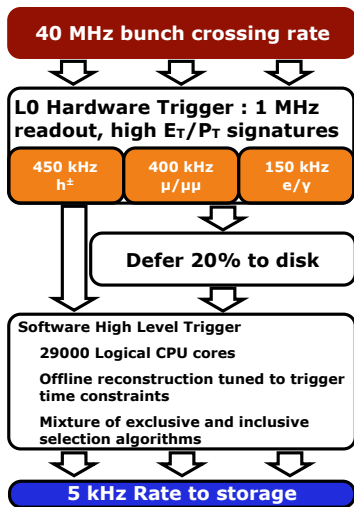 40 MHz bunch crossing rate
L0 Hardware Trigger : 1 MHz
readout, high ET/PT signatures
450 kHz
h±
400 kHz
µ/µµ
150 kHz
e/γ
Defer 20% to disk
Software High Level Trigger
29000 Logical CPU cores
Offline reconstruction tuned to trigger
time constraints
Mixture of exclusive and inclusive
selection algorithms
5 kHz Rate to storage